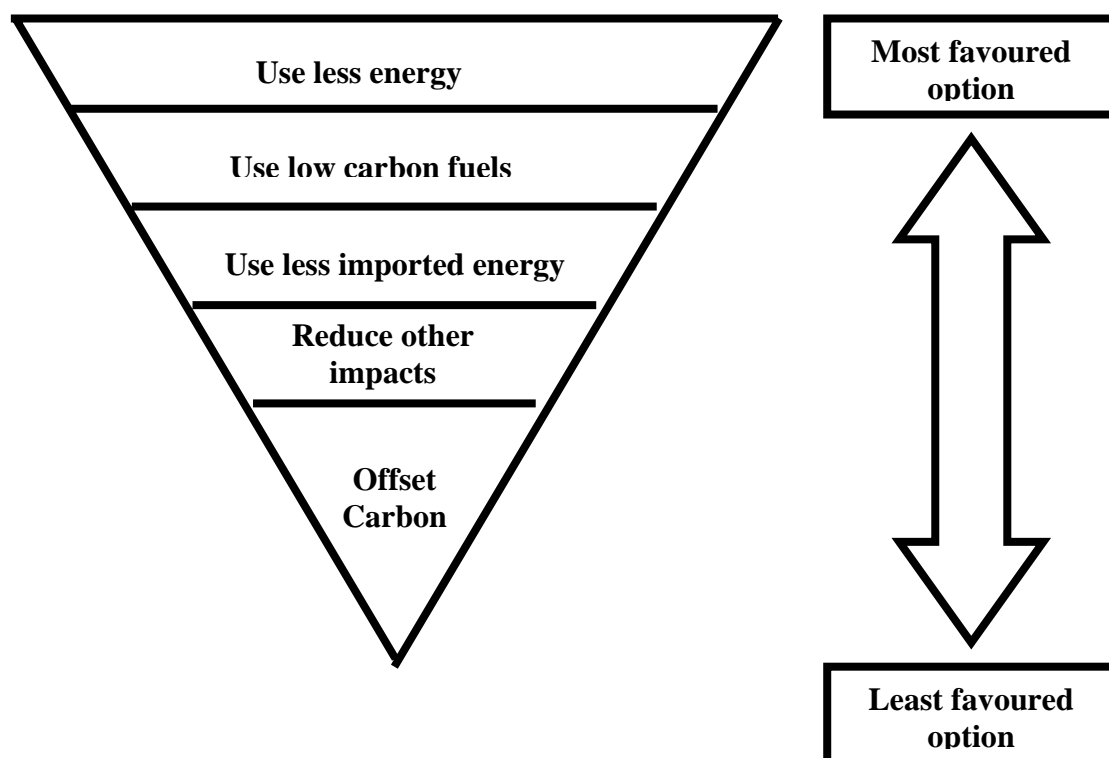 Use less energy
Use low carbon fuels
Use less imported energy
Reduce other
impacts
Offset
Carbon
Most favoured
option
Least favoured
option